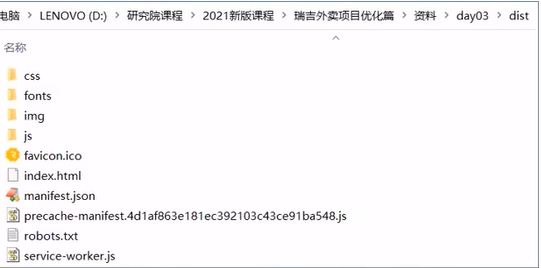 电脑 > LENOVO (D:) > 研究院课程 > 2021新版课程 > 瑞吉外卖项目优化篇 > 资料 > day03 > dist
名称
css
fonts
img
js
favicon.ico
index.html
manifest.json
precache-manifest.4d1af863e181ec392103c43ce91ba548.js
robots.txt
service-worker.js